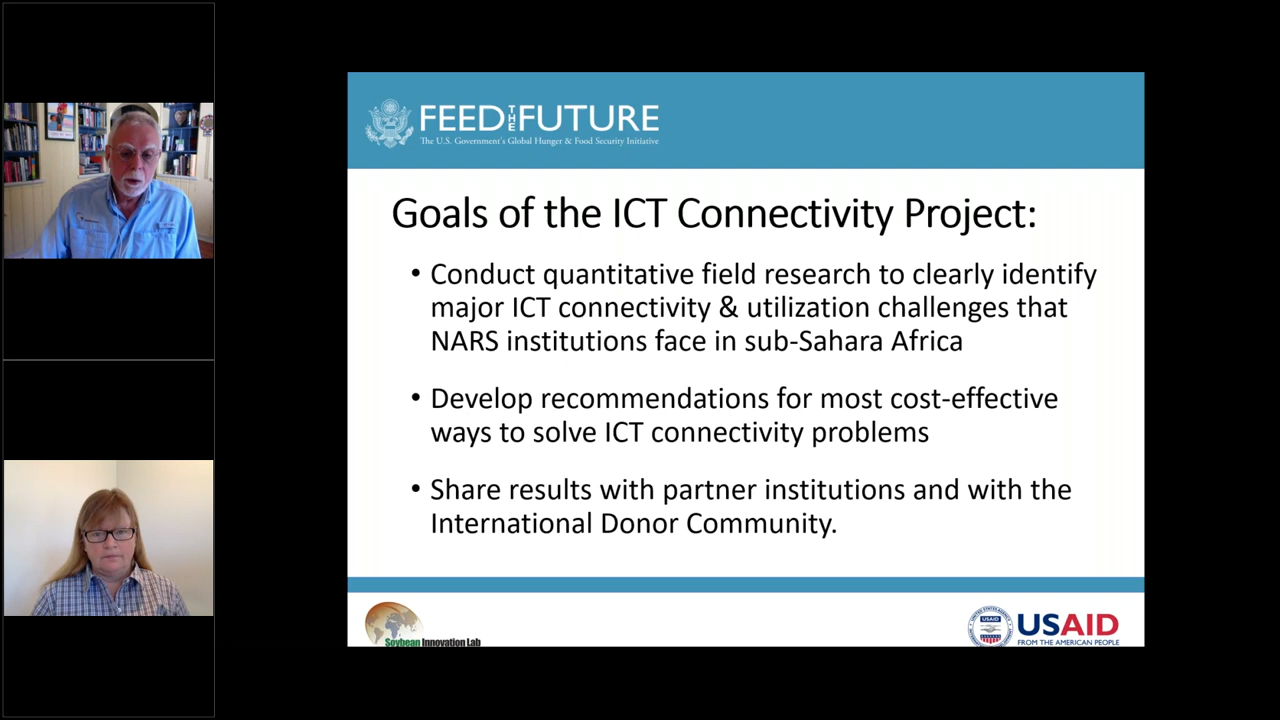 FEED THE FUTURE
The U.S. Government's Global Hunger & Food Security Initiative
Goals of the ICT Connectivity Project:
• Conduct quantitative field research to clearly identify
major ICT connectivity & utilization challenges that
NARS institutions face in sub-Sahara Africa
• Develop recommendations for most cost-effective
ways to solve ICT connectivity problems
• Share results with partner institutions and with the
International Donor Community.
Soybean Innovation Lab
USAID
USAID
FROM THE AMERICAN PEOPLE